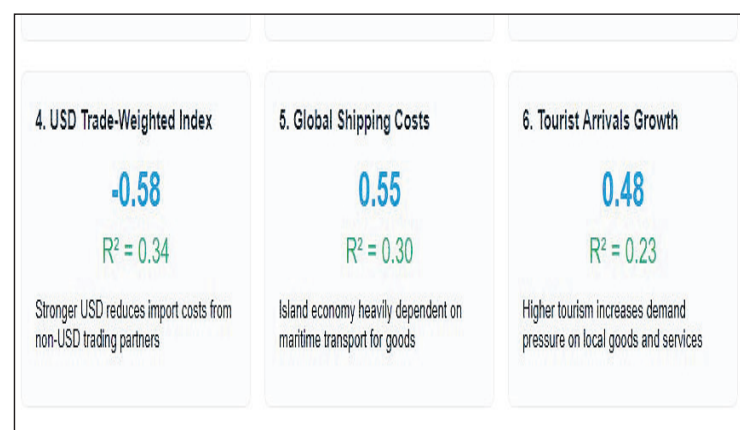 4. USD Trade-Weighted Index
-0.58
R² = 0.34
Stronger USD reduces import costs from
non-USD trading partners
5. Global Shipping Costs
0.55
R² = 0.30
Island economy heavily dependent on
maritime transport for goods
6. Tourist Arrivals Growth
0.48
R² = 0.23
Higher tourism increases demand
pressure on local goods and services